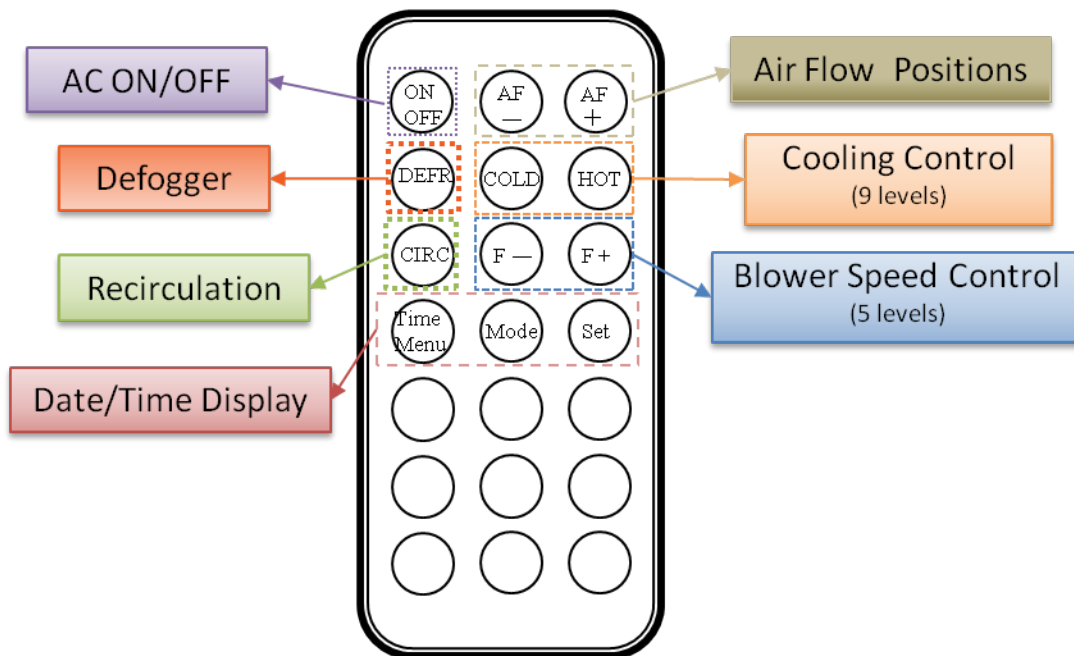 AC ON/OFF
Defogger
Recirculation
Date/Time Display
ON
OFF
AF
—
AF
+
DEFR
COLD
HOT
CIRC
F —
F +
Time
Menu
Mode
Set
Air Flow Positions
Cooling Control
(9 levels)
Blower Speed Control
(5 levels)